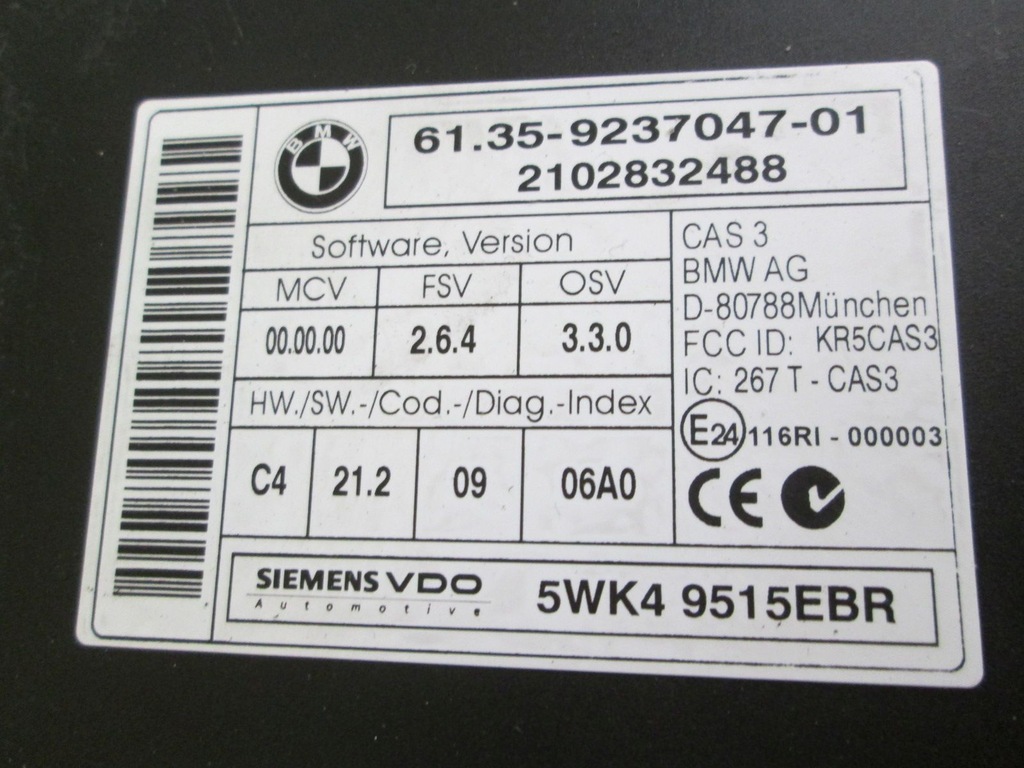 BMW
61.35-9237047-01
2102832488
Software, Version
MCV FSV OSV
00.00.00 2.6.4 3.3.0
HW./SW.-/Cod.-/Diag.-Index
C4 21.2 09 06A0
CAS 3
BMW AG
D-80788München
FCC ID: KR5CAS3
IC: 267 T - CAS3
E24 116RI - 000003
CE
SIEMENS VDO
Automotive
5WK4 9515EBR